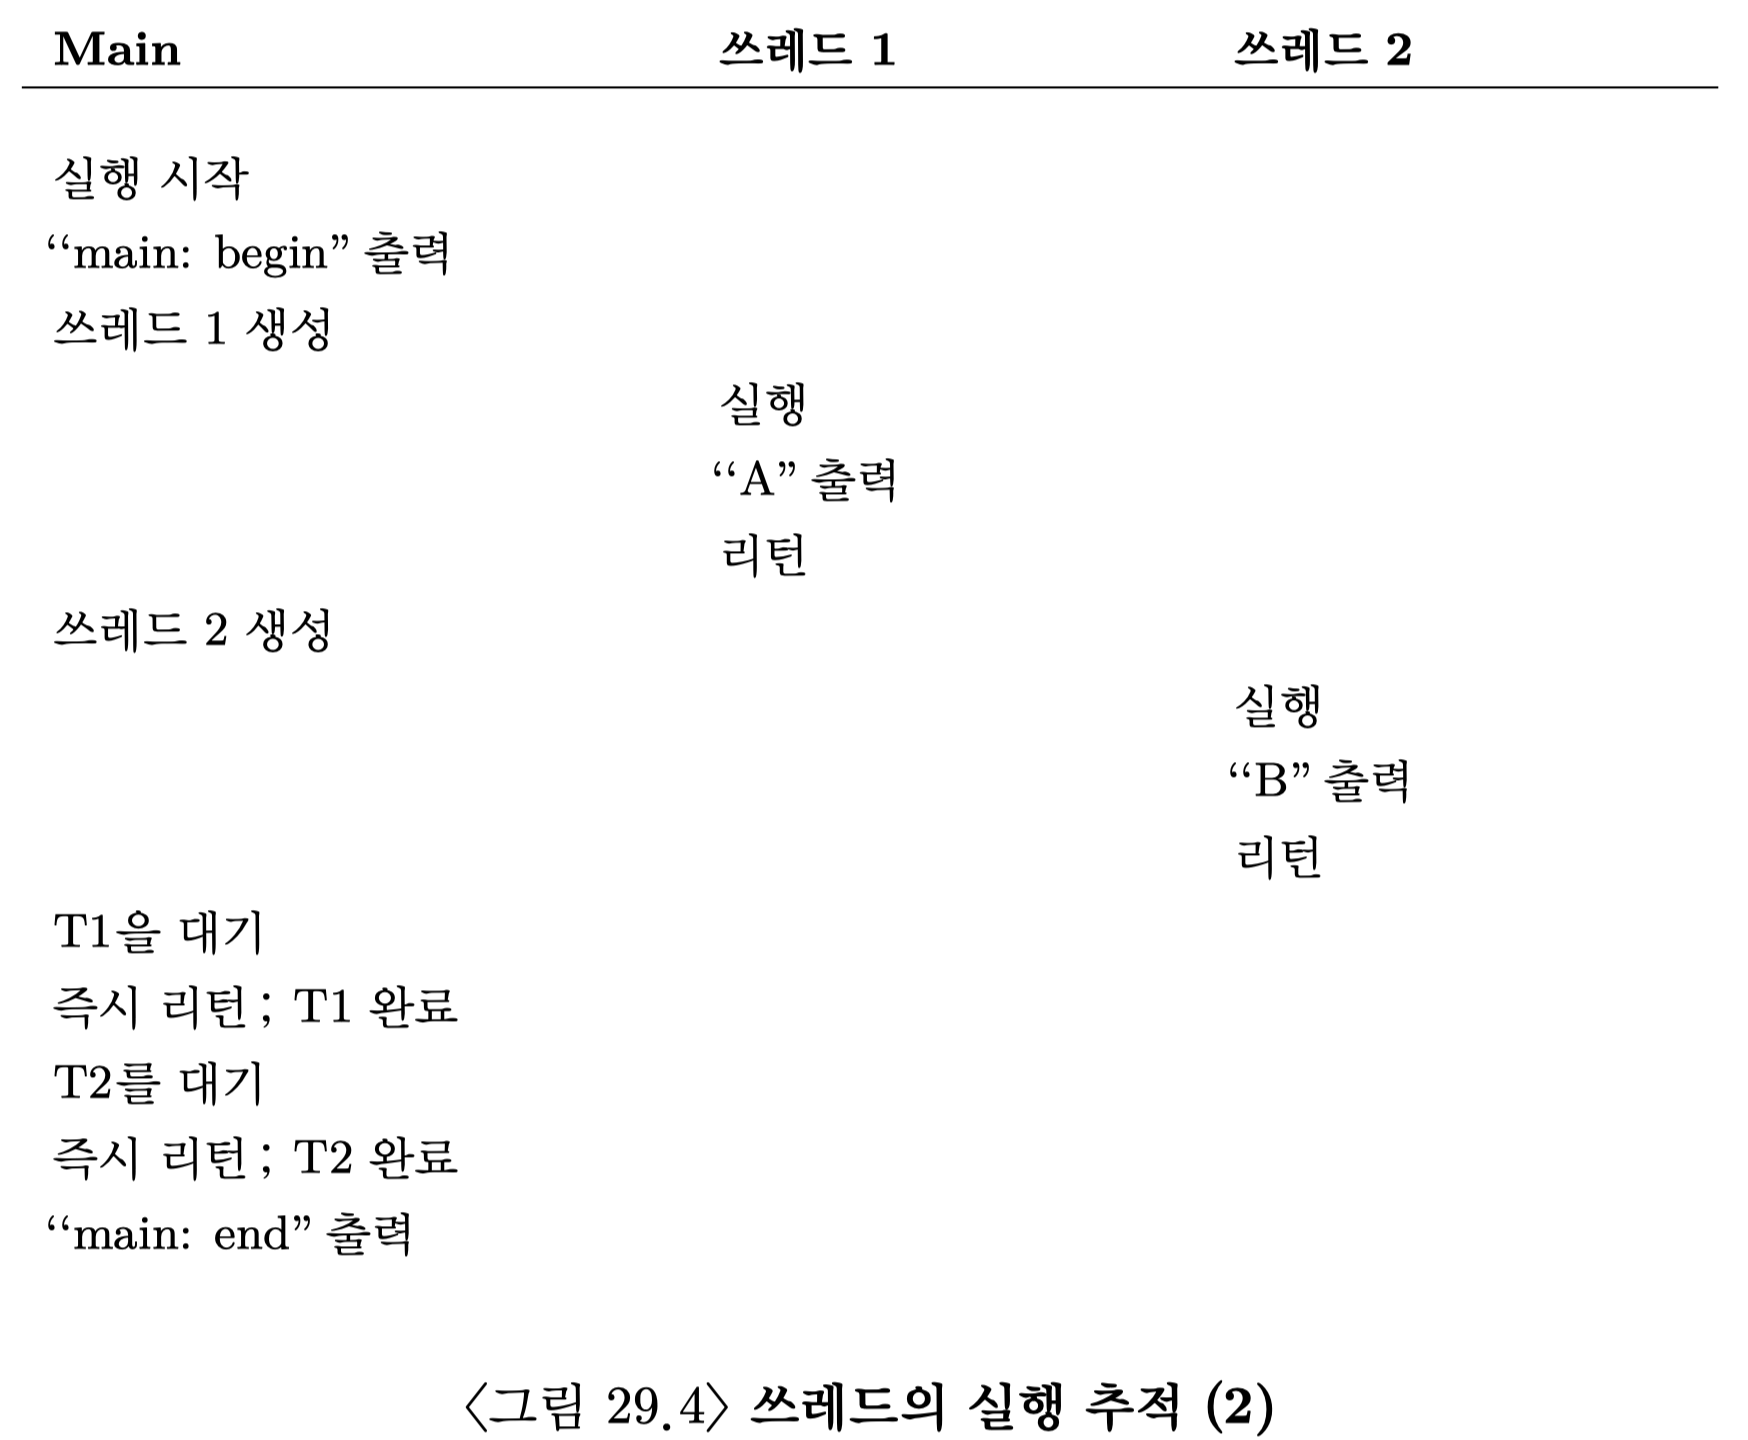 Main 쓰레드 1 쓰레드 2
실행 시작
“main: begin” 출력
쓰레드 1 생성
실행
“A” 출력
리턴
쓰레드 2 생성
실행
“B” 출력
리턴
T1을 대기
즉시 리턴; T1 완료
T2를 대기
즉시 리턴; T2 완료
“main: end” 출력
〈그림 29.4〉 쓰레드의 실행 추적 (2)